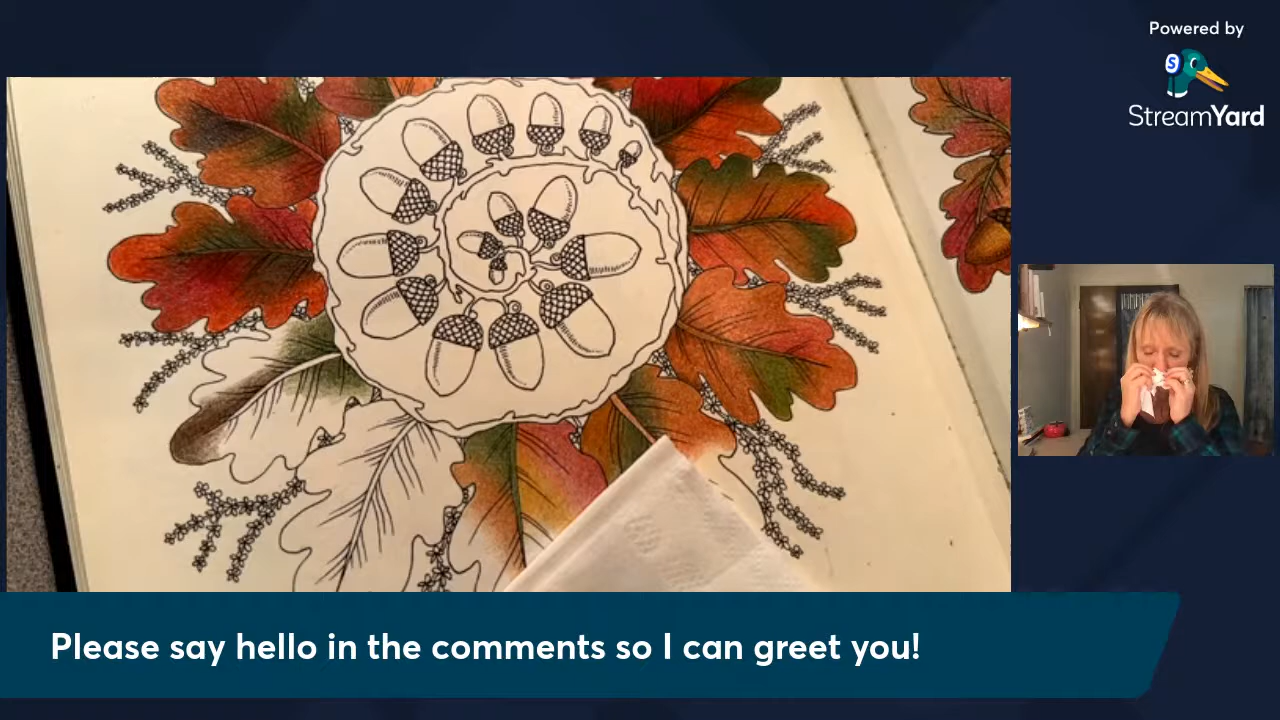 Powered by
StreamYard
Please say hello in the comments so I can greet you!